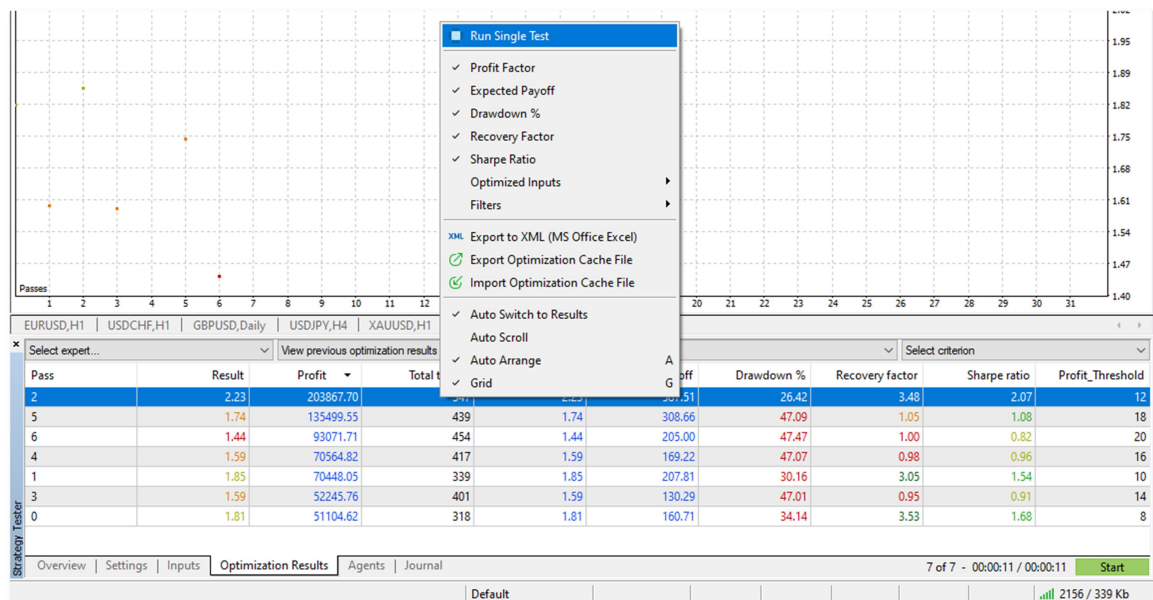 Run Single Test
1.95
Profit Factor
1.89
Expected Payoff
1.82
Drawdown %
1.75
Recovery Factor
Sharpe Ratio
1.68
Optimized Inputs
Filters
1.61
Export to XML (MS Office Excel)
1.54
XML
Export Optimization Cache File
1.47
Import Optimization Cache File
Passes
1.40
1 2 3 4 5 6 7 8 9 10 11 12 20 21 22 23 24 25 26 27 28 29 30 31
Auto Switch to Results
EURUSD,H1 | USDCHF,H1 | GBPUSD,Daily | USDJPY,H4 | XAUUSD,H1
Auto Scroll
Select expert... View previous optimization results Select criterion
Auto Arrange A
Pass Result Profit Total Drawdown % Recovery factor Sharpe ratio Profit_Threshold
Grid G
2 2.23 203867.70 26.42 3.48 2.07 12
5 1.74 135499.55 439 1.74 308.66 47.09 1.05 1.08 18
6 1.44 93071.71 454 1.44 205.00 47.47 1.00 0.82 20
4 1.59 70564.82 417 1.59 169.22 47.07 0.98 0.96 16
1 1.85 70448.05 339 1.85 207.81 30.16 3.05 1.54 10
3 1.59 52245.76 401 1.59 130.29 47.01 0.95 0.91 14
0 1.81 51104.62 318 1.81 160.71 34.14 3.53 1.68 8
Strategy Tester
Overview | Settings | Inputs | Optimization Results | Agents | Journal 7 of 7 - 00:00:11 / 00:00:11 Start
Default 2156 / 339 Kb